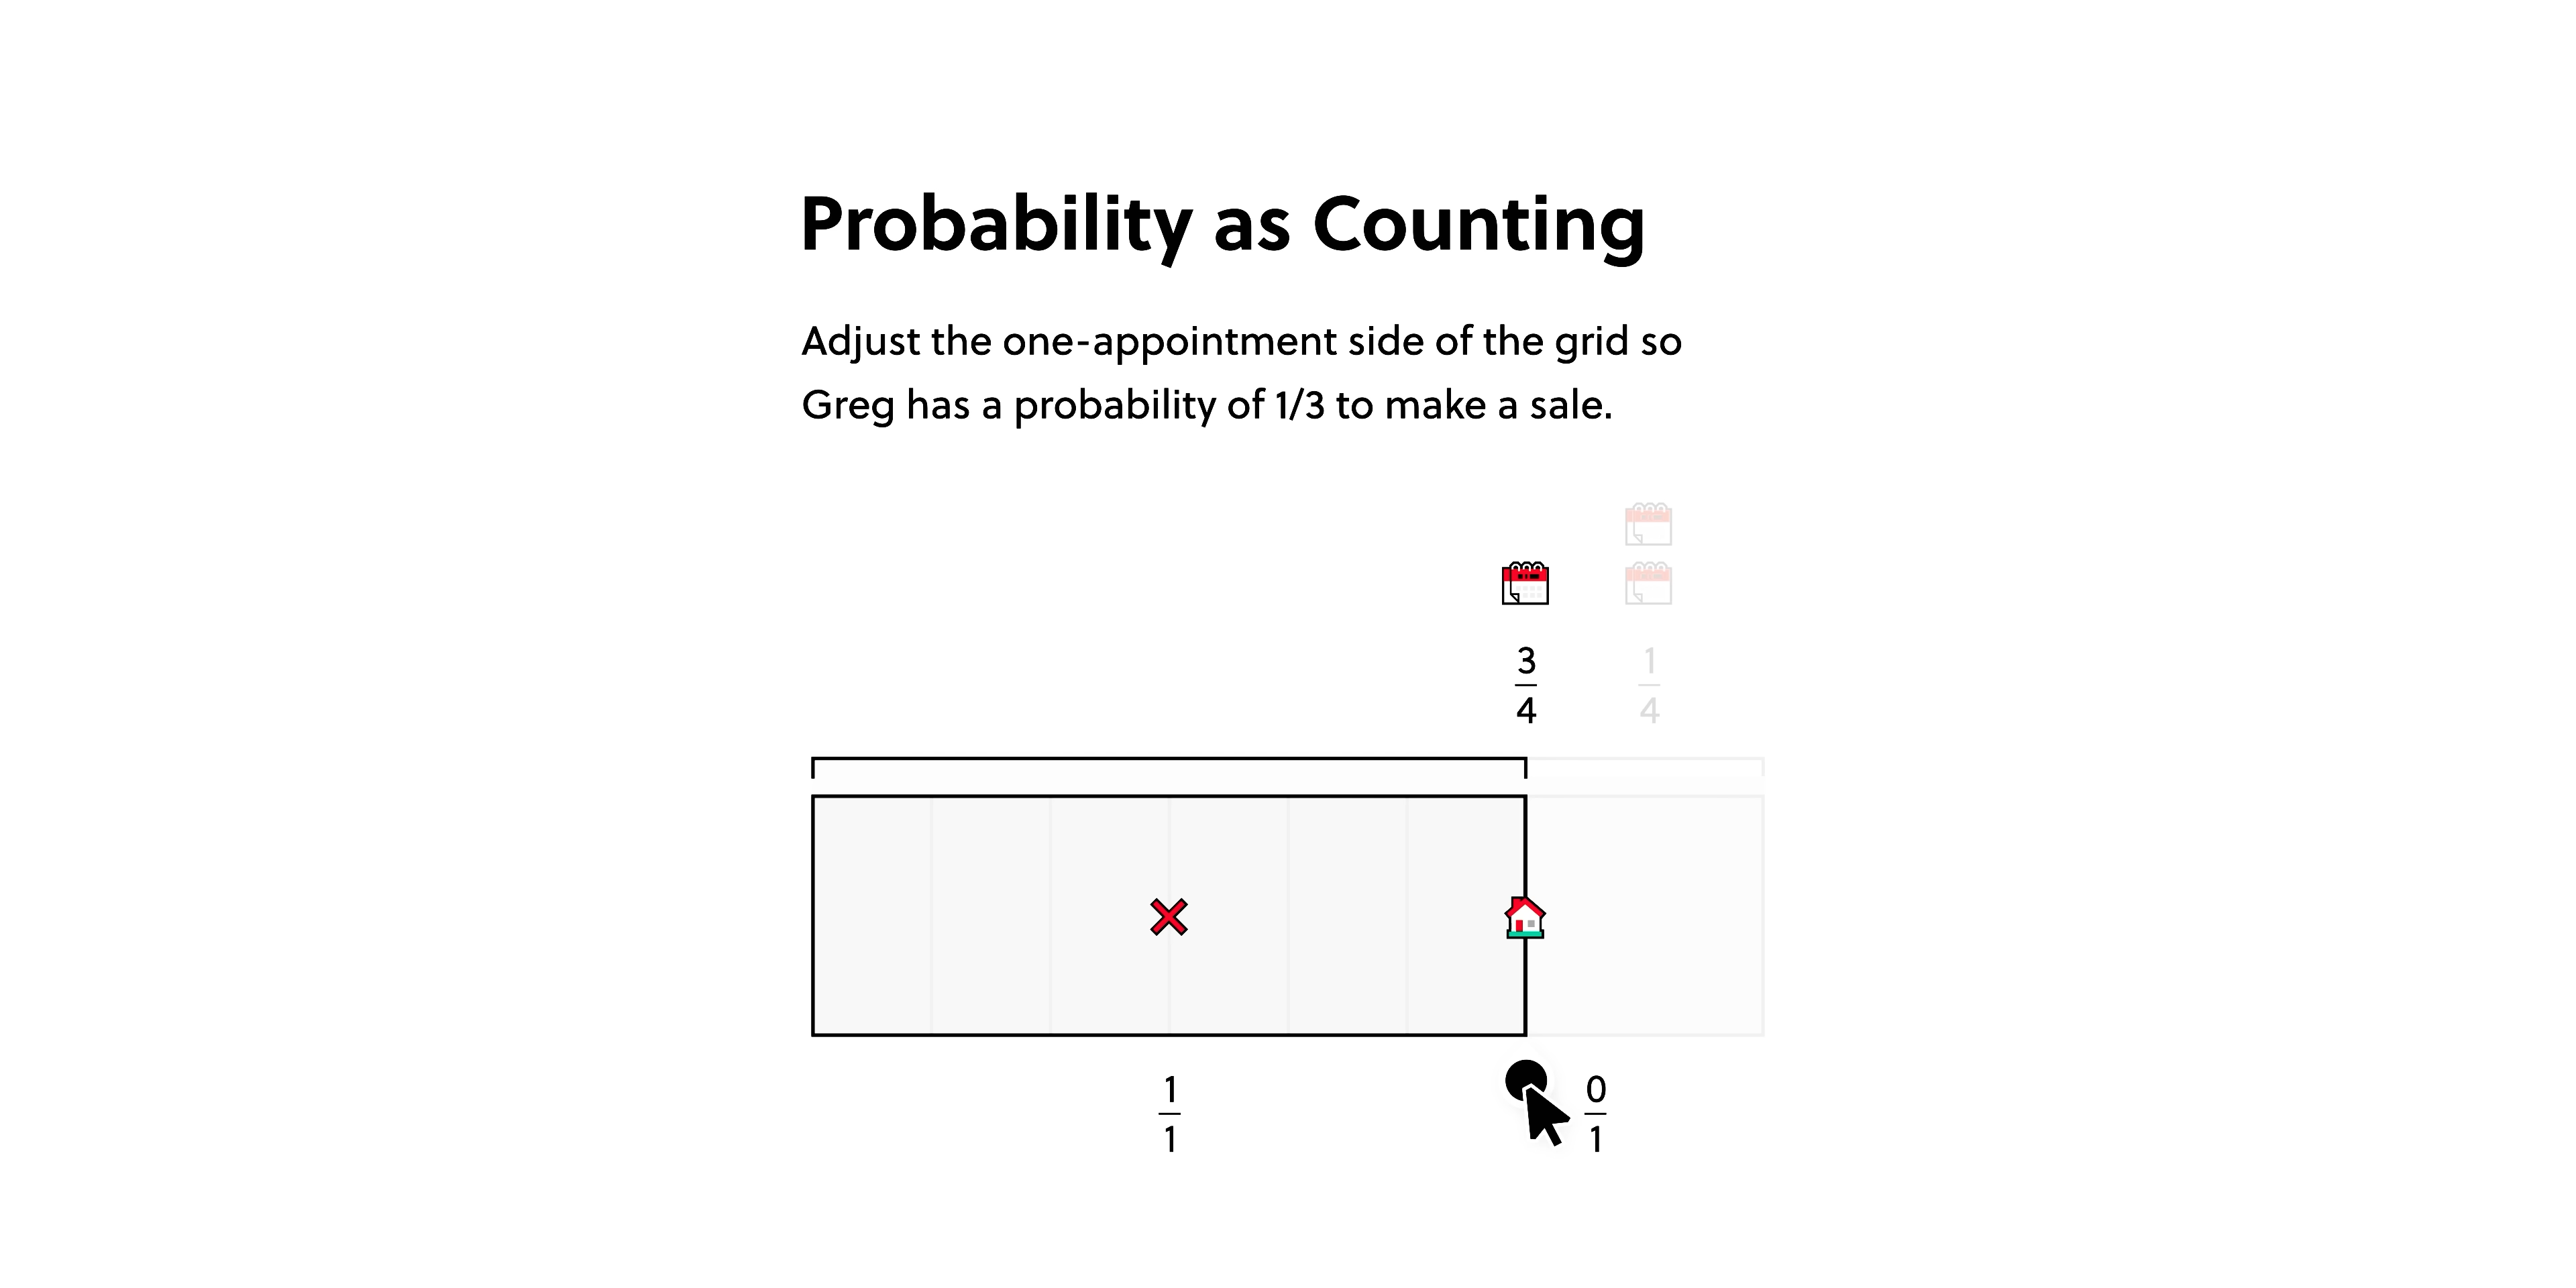 Probability as Counting
Adjust the one-appointment side of the grid so
Greg has a probability of 1/3 to make a sale.
3
4
1
4
1
1
0
1